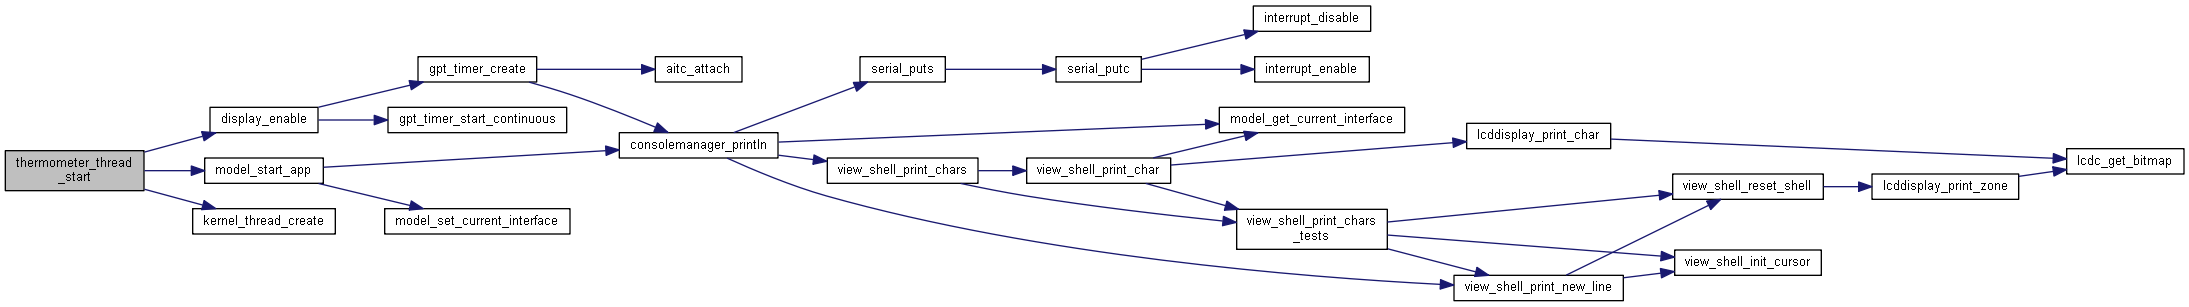 thermometer_thread
_start
display_enable
model_start_app
kernel_thread_create
gpt_timer_create
gpt_timer_start_continuous
model_set_current_interface
aitc_attach
consolemanager_println
serial_puts
view_shell_print_chars
serial_putc
view_shell_print_char
interrupt_disable
interrupt_enable
model_get_current_interface
view_shell_print_chars
_tests
lcddisplay_print_char
view_shell_print_new_line
view_shell_reset_shell
view_shell_init_cursor
lcddisplay_print_zone
lcdc_get_bitmap